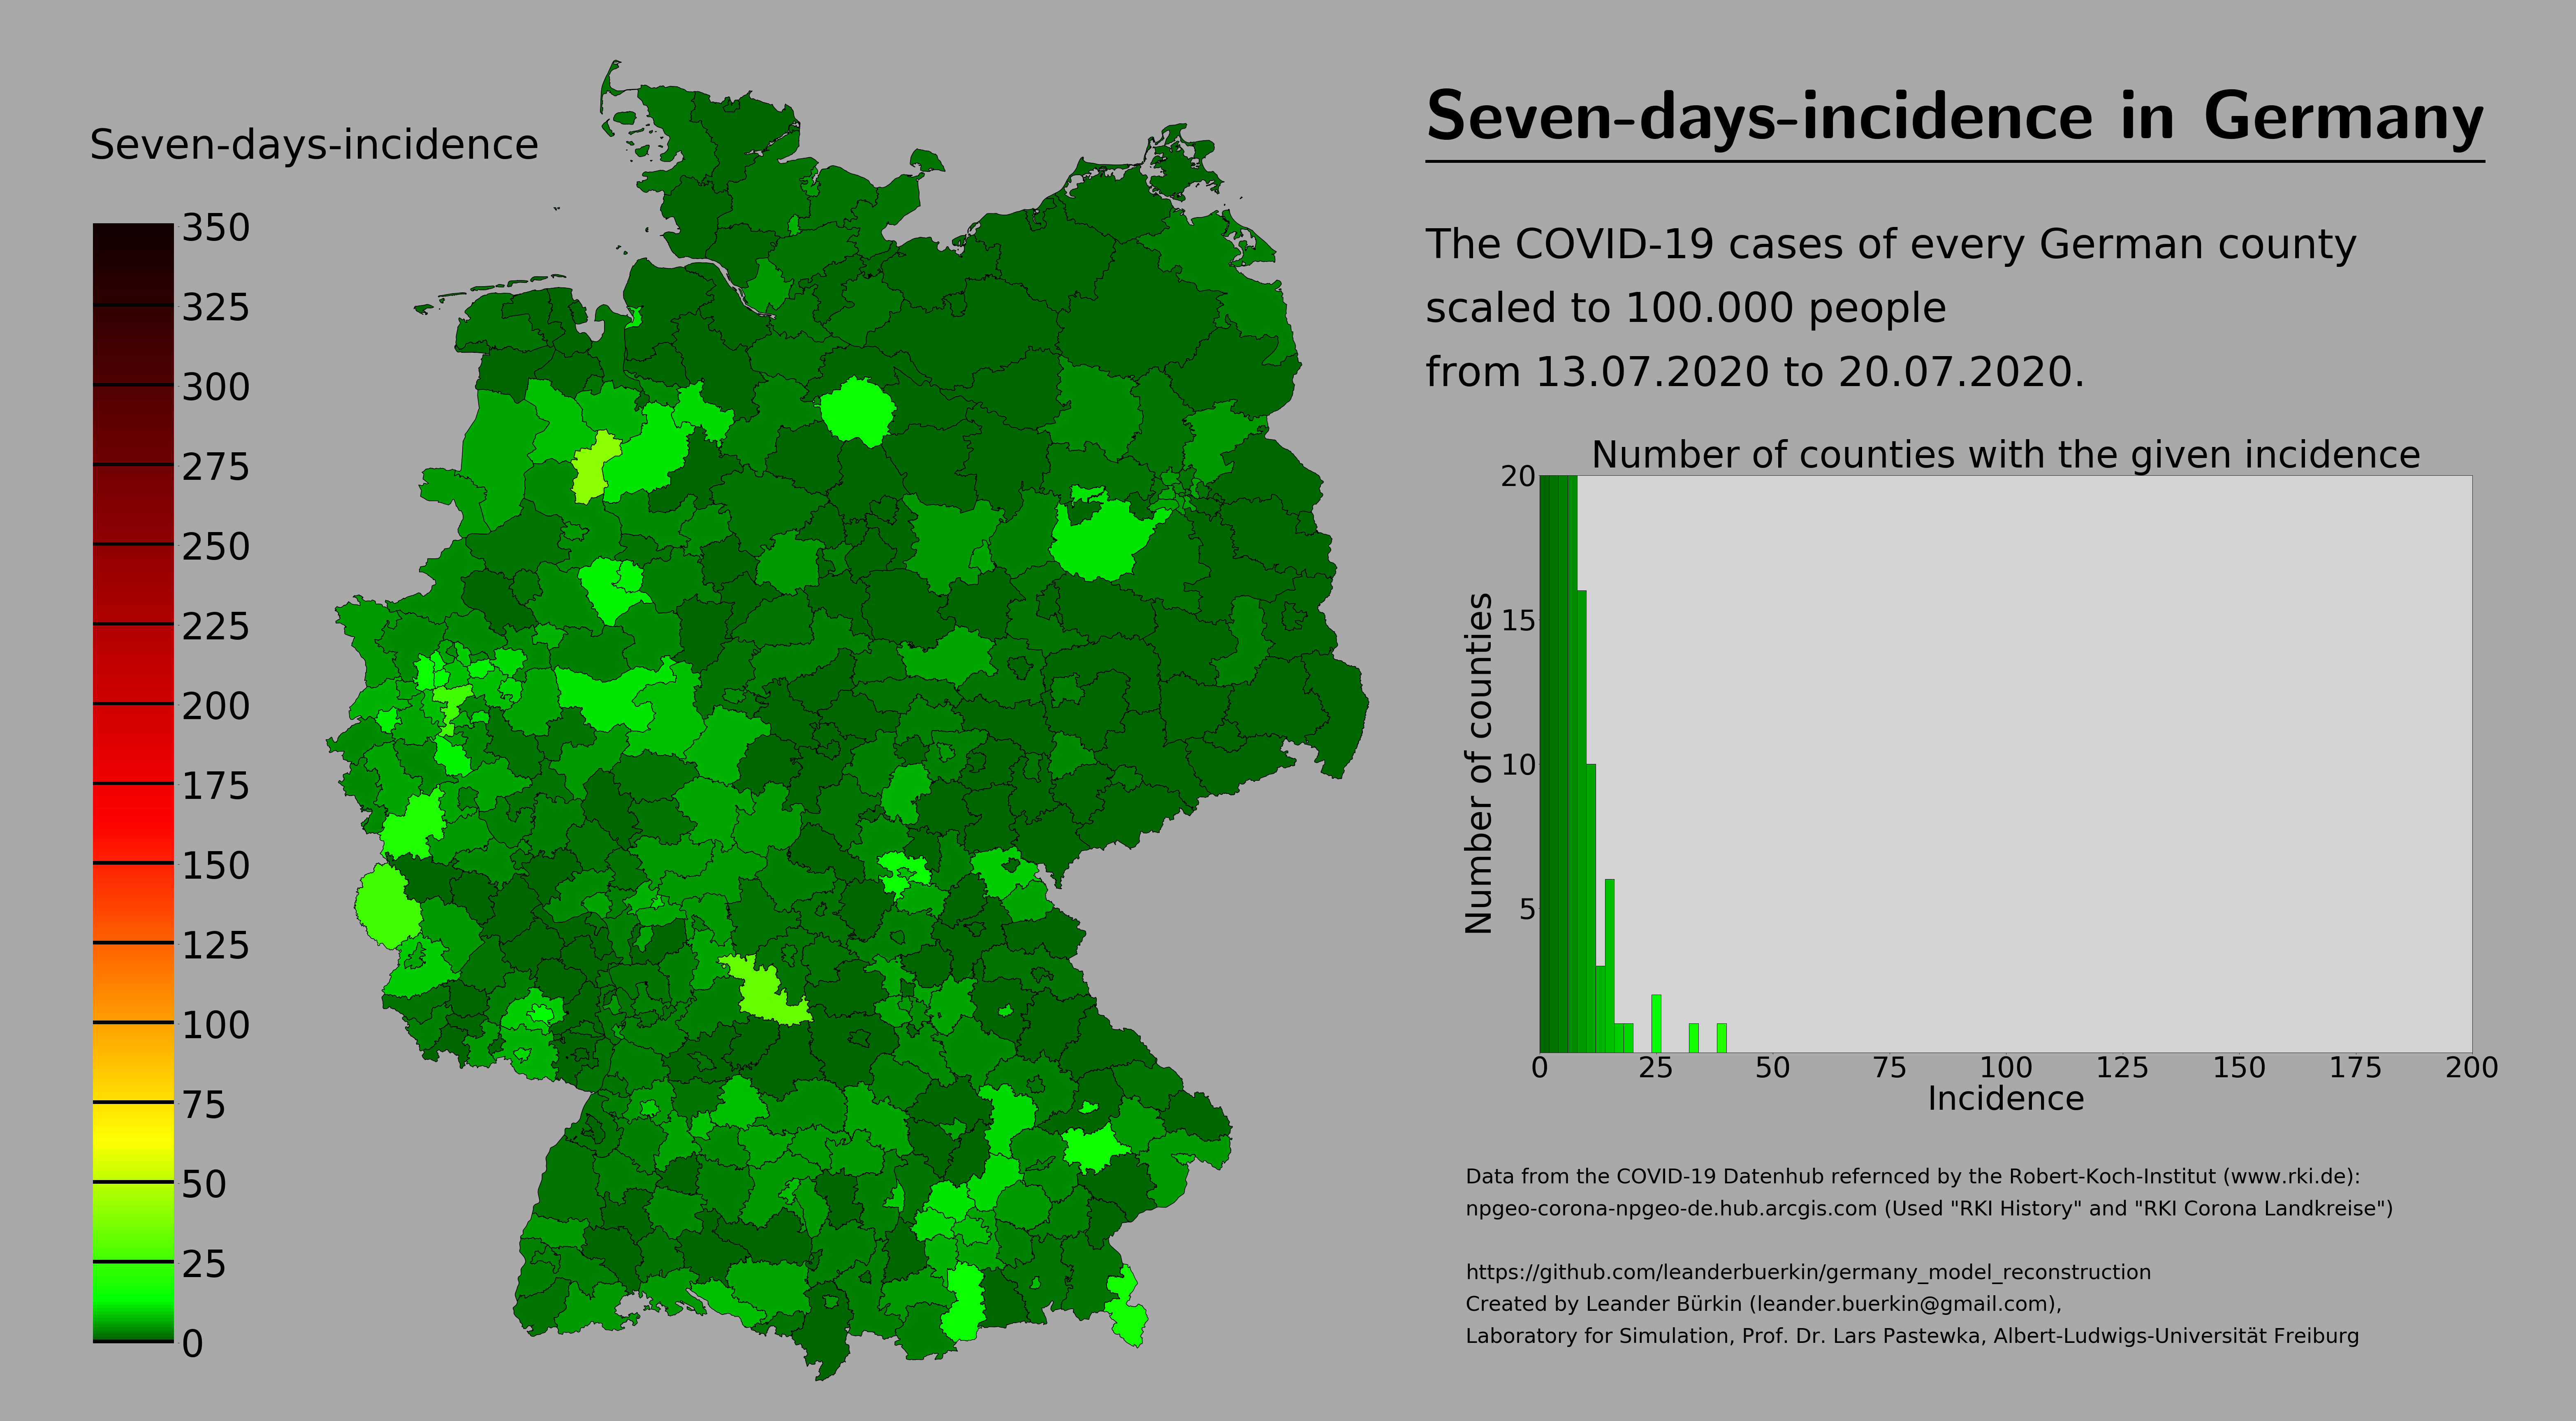 Seven-days-incidence in Germany
Seven-days-incidence
350
325
300
275
250
225
200
175
150
125
100
75
50
25
0
The COVID-19 cases of every German county
scaled to 100.000 people
from 13.07.2020 to 20.07.2020.
Number of counties with the given incidence
20
15
10
5
Number of counties
0 25 50 75 100 125 150 175 200
Incidence
Data from the COVID-19 Datenhub refernced by the Robert-Koch-Institut (www.rki.de):
npgeo-corona-npgeo-de.hub.arcgis.com (Used "RKI History" and "RKI Corona Landkreise")
https://github.com/leanderbuerkin/germany_model_reconstruction
Created by Leander Bürkin (leander.buerkin@gmail.com),
Laboratory for Simulation, Prof. Dr. Lars Pastewka, Albert-Ludwigs-Universität Freiburg